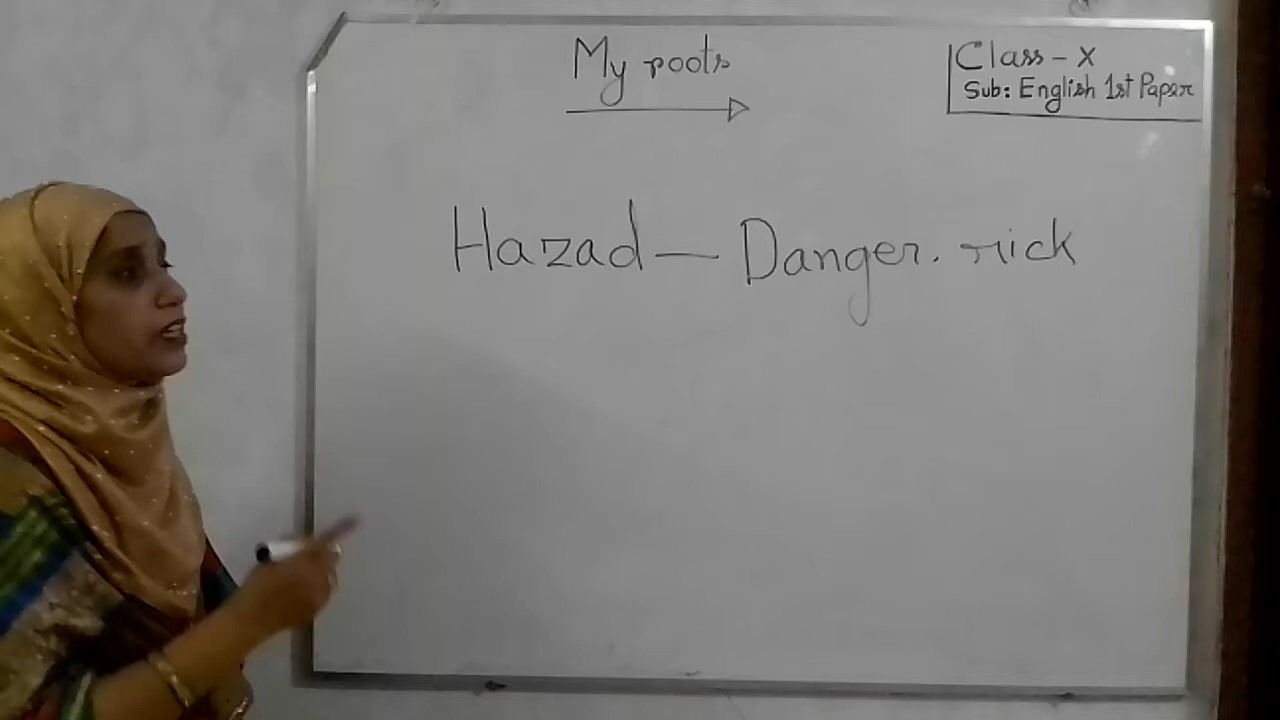 My roots
Class - X
Sub: English 1st Paper
Hazad — Danger. rick